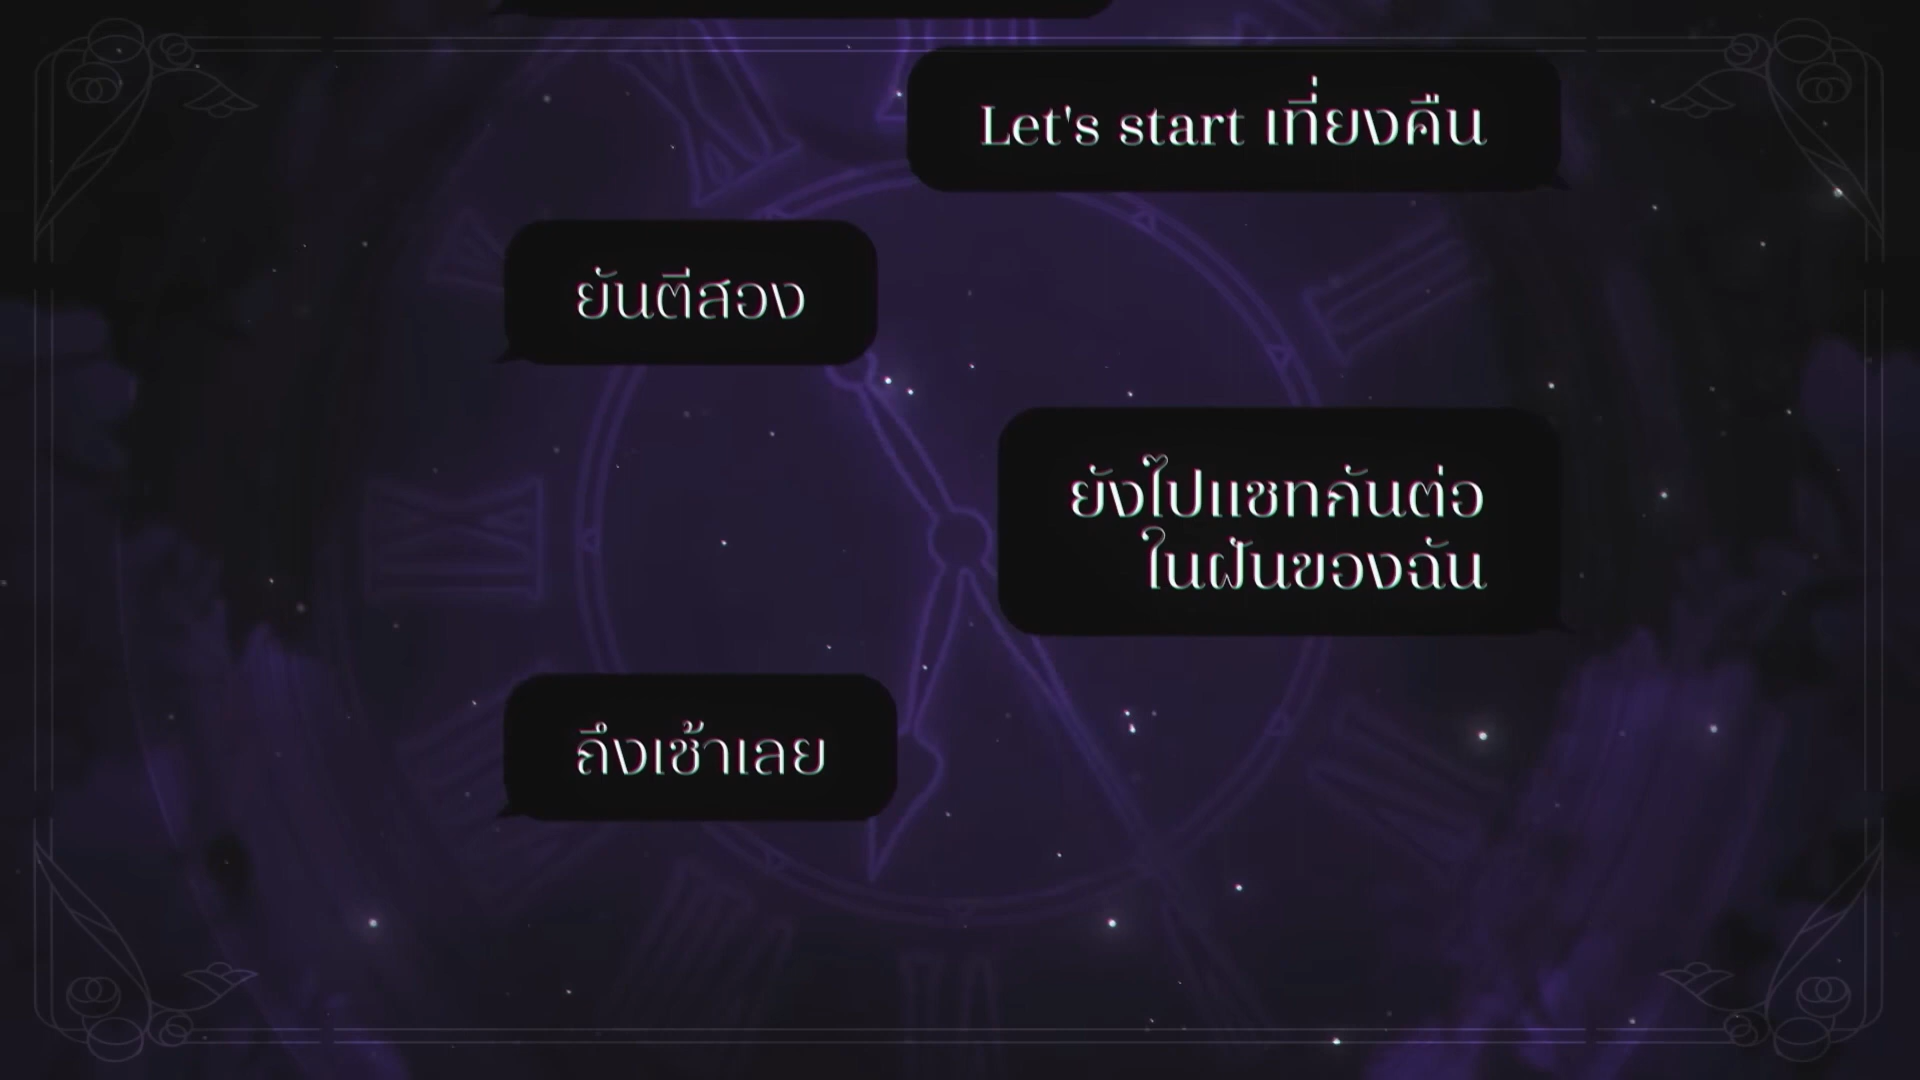 Let's start เที่ยงคืน
ยันตีสอง
ยังไปแชทกันต่อ
ในฝันของฉัน
ถึงเช้าเลย